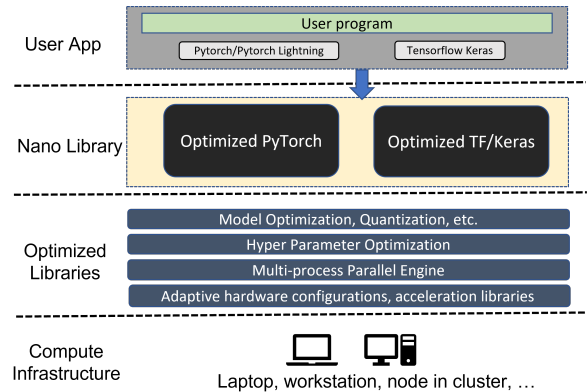 User App
User program
Pytorch/Pytorch Lightning
Tensorflow Keras
Nano Library
Optimized PyTorch
Optimized TF/Keras
Optimized
Libraries
Model Optimization, Quantization, etc.
Hyper Parameter Optimization
Multi-process Parallel Engine
Adaptive hardware configurations, acceleration libraries
Compute
Infrastructure
Laptop, workstation, node in cluster, …